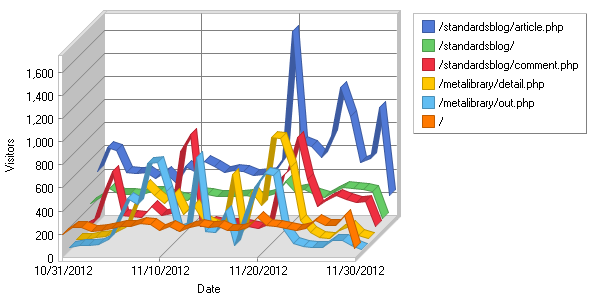 /standardsblog/article.php
/standardsblog/
/standardsblog/comment.php
/metalibrary/detail.php
/metalibrary/out.php
/
1,600
1,400
1,200
1,000
800
600
400
200
0
Visitors
10/31/2012 11/10/2012 11/20/2012 11/30/2012
Date